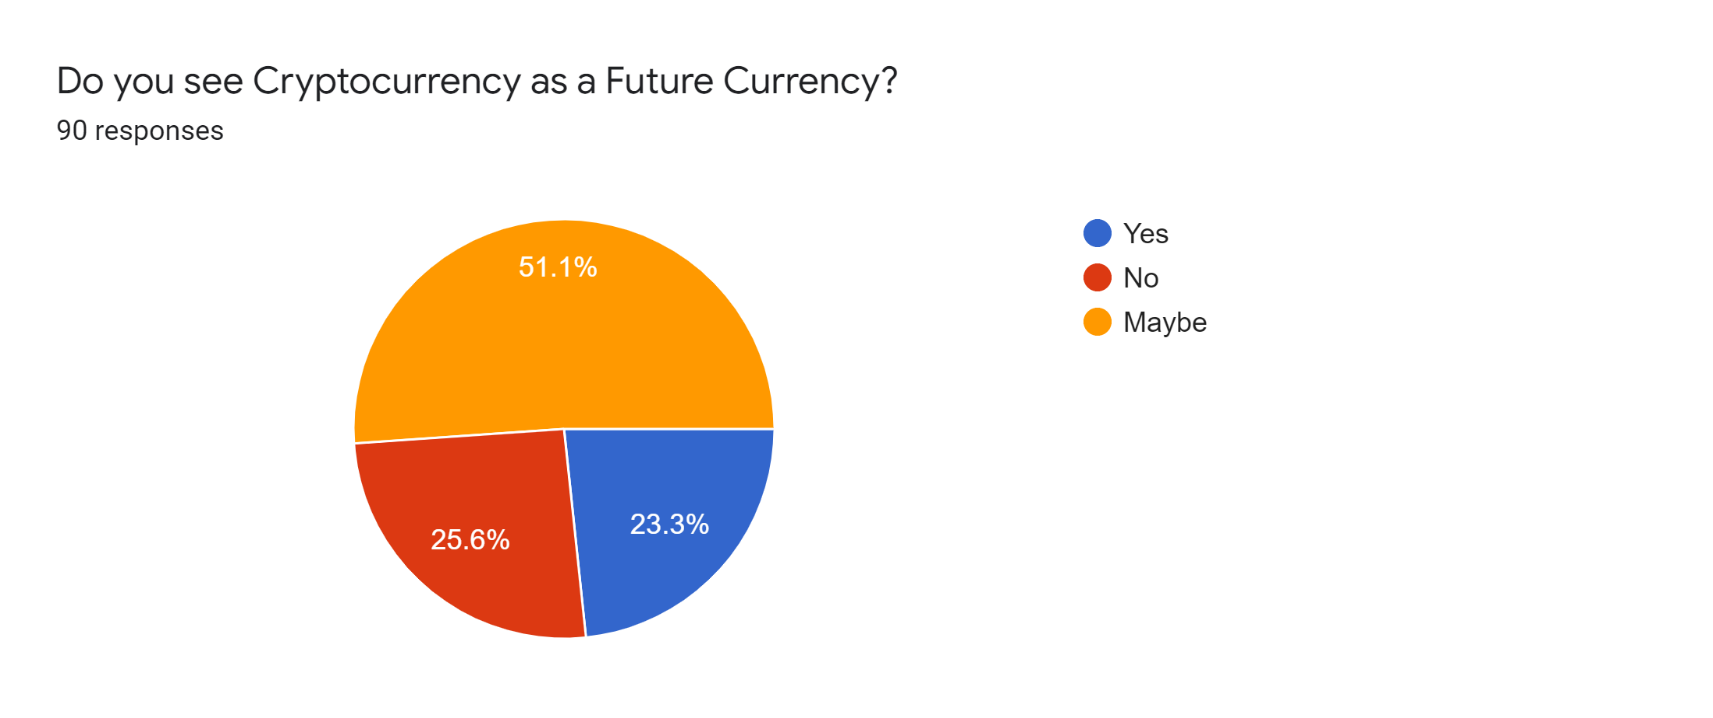 Do you see Cryptocurrency as a Future Currency?
90 responses
51.1%
25.6%
23.3%
Yes
No
Maybe